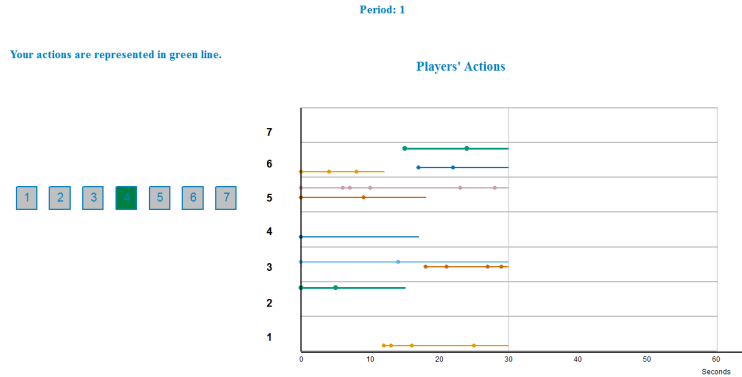 Period: 1
Your actions are represented in green line.
Players' Actions
7
6
5
4
3
2
1
1 2 3 4 5 6 7
0 10 20 30 40 50 60
Seconds